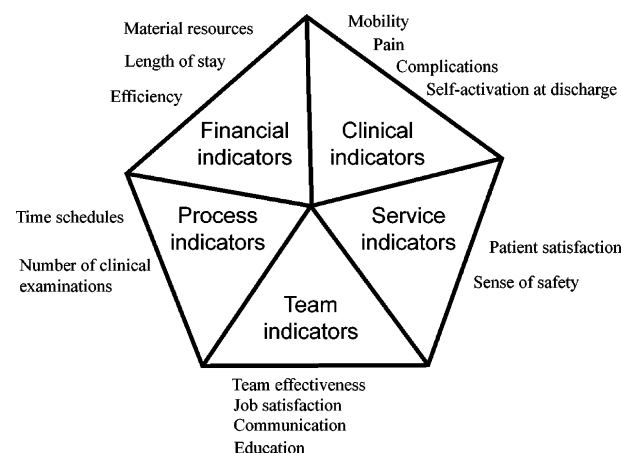 Material resources
Length of stay
Efficiency
Mobility
Pain
Complications
Self-activation at discharge
Financial
indicators
Clinical
indicators
Time schedules
Number of clinical
examinations
Process
indicators
Service
indicators
Patient satisfaction
Sense of safety
Team
indicators
Team effectiveness
Job satisfaction
Communication
Education